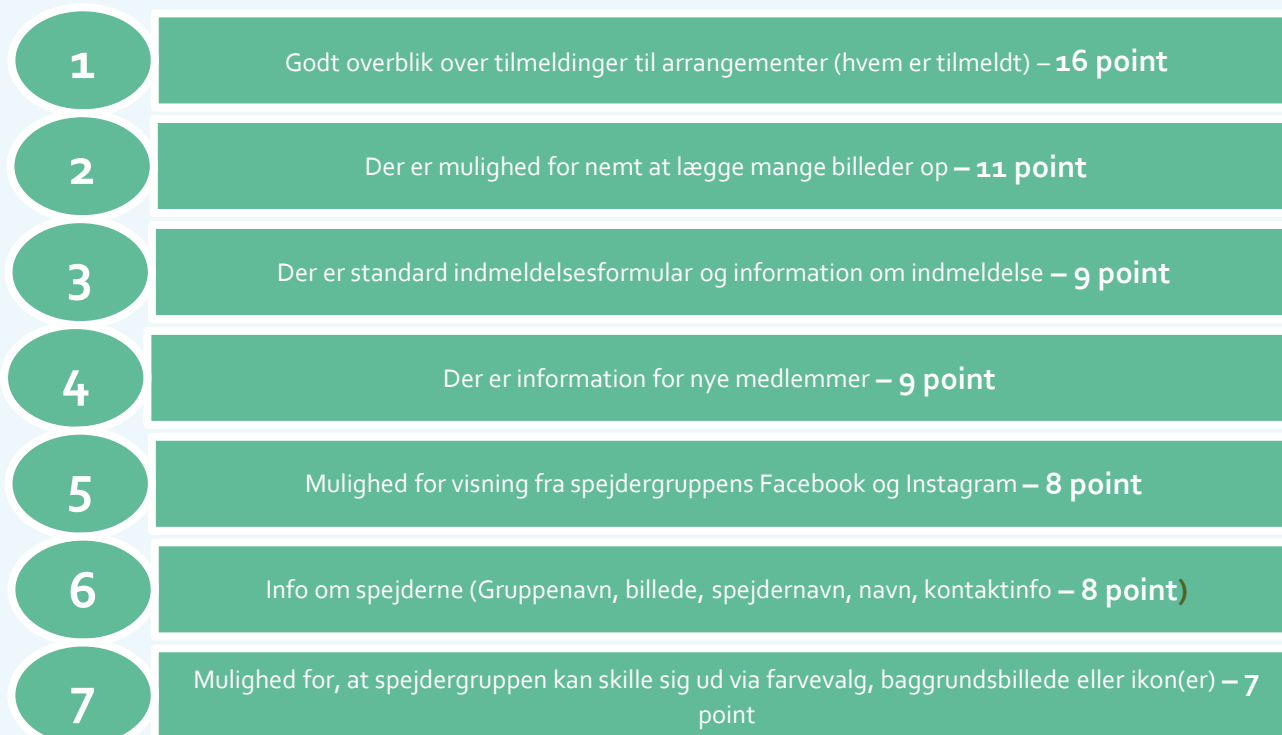 1
Godt overblik over tilmeldinger til arrangementer (hvem er tilmeldt) – 16 point
2
Der er mulighed for nemt at lægge mange billeder op – 11 point
3
Der er standard indmeldelsesformular og information om indmeldelse – 9 point
4
Der er information for nye medlemmer – 9 point
5
Mulighed for visning fra spejdergruppens Facebook og Instagram – 8 point
6
Info om spejderne (Gruppenavn, billede, spejdernavn, navn, kontaktinfo – 8 point)
7
Mulighed for, at spejdergruppen kan skille sig ud via farvevalg, baggrundsbillede eller ikon(er) – 7
point